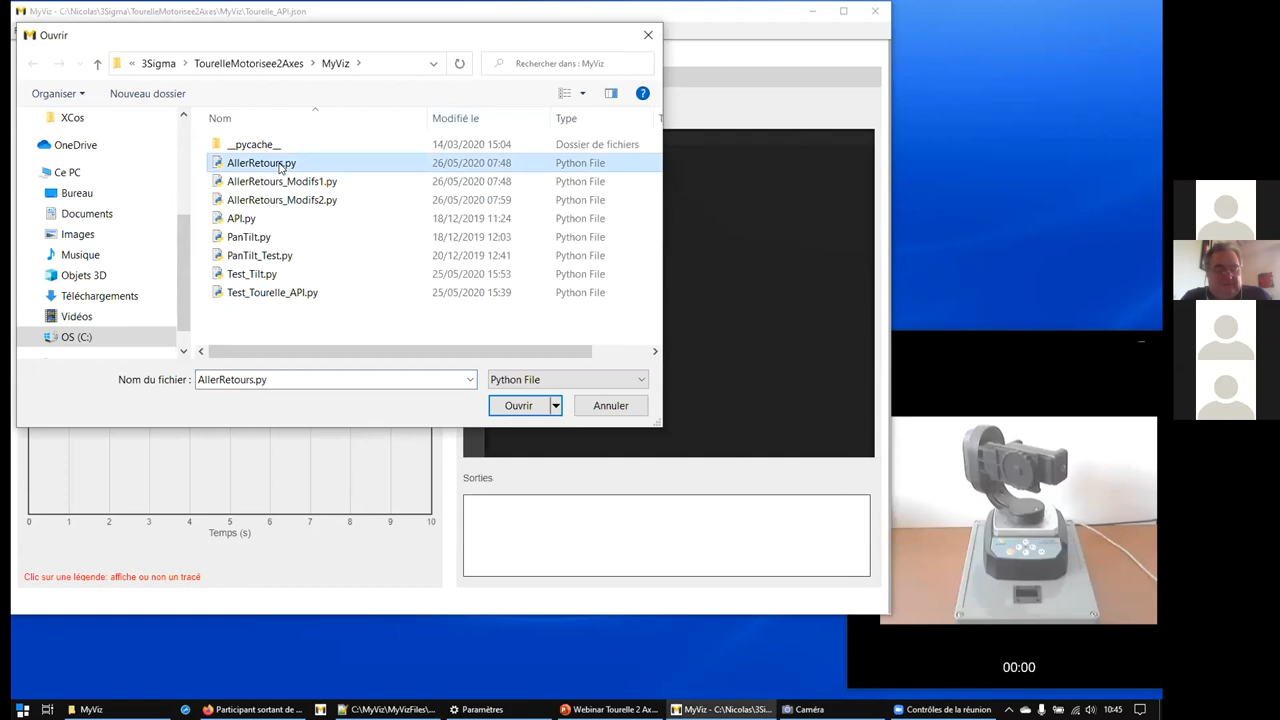 MyViz - C:\Nicolas\3Sigma\TourelleMotorisee2Axes\MyViz\Tourelle_API.json
Ouvrir
« 3Sigma > TourelleMotorisee2Axes > MyViz >
Rechercher dans : MyViz
Organiser
Nouveau dossier
Nom
Modifié le
Type
XCos
OneDrive
Ce PC
Bureau
Documents
Images
Musique
Objets 3D
Téléchargements
Vidéos
OS (C:)
__pycache__ 14/03/2020 15:04 Dossier de fichiers
AllerRetours.py 26/05/2020 07:48 Python File
AllerRetours_Modifs1.py 26/05/2020 07:48 Python File
AllerRetours_Modifs2.py 26/05/2020 07:59 Python File
API.py 18/12/2019 11:24 Python File
PanTilt.py 18/12/2019 12:03 Python File
PanTilt_Test.py 20/12/2019 12:41 Python File
Test_Tilt.py 25/05/2020 15:53 Python File
Test_Tourelle_API.py 25/05/2020 15:39 Python File
Nom du fichier : AllerRetours.py
Python File
Ouvrir
Annuler
Sorties
0 1 2 3 4 5 6 7 8 9 10
Temps (s)
Clic sur une légende: affiche ou non un tracé
00:00
MyViz
Participant sortant de ...
C:\MyViz\MyVizFiles\...
Paramètres
Webinar Tourelle 2 Ax...
MyViz - C:\Nicolas\3Si...
Caméra
Contrôles de la réunion
10:45